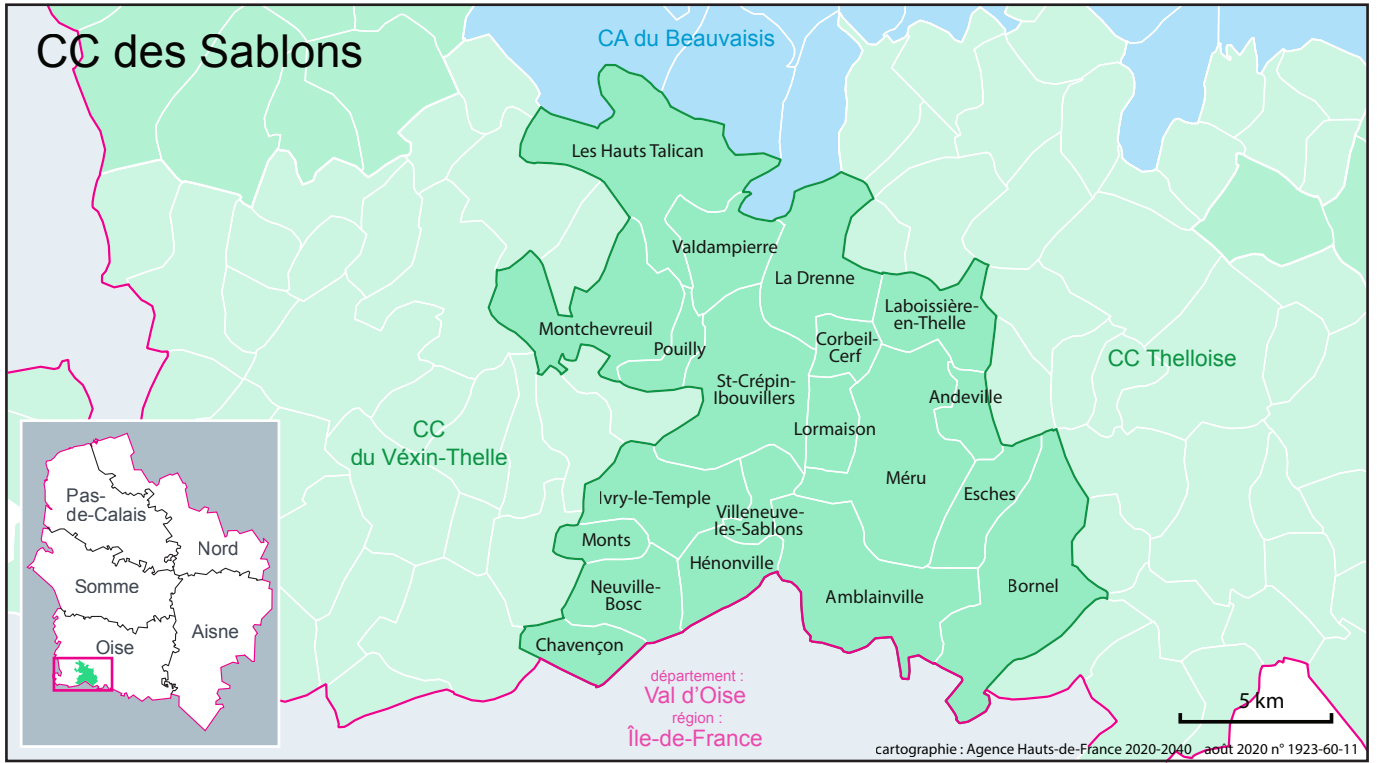 CC des Sablons
CA du Beauvaisis
Les Hauts Talican
Valdampierre
La Drenne
Laboissière-
en-Thelle
Montchevreuil
Pouilly
Corbeil-
Cerf
CC Thelloise
St-Crépin-
Ibouvillers
Andeville
Lormaison
CC
du Véxin-Thelle
Méru
Esches
Ivry-le-Temple
Villeneuve-
les-Sablons
Monts
Hénonville
Neuville-
Bosc
Amblainville
Bornel
Chavençon
Pas-
de-Calais
Nord
Somme
Aisne
Oise
département :
Val d'Oise
région :
Île-de-France
5 km
cartographie : Agence Hauts-de-France 2020-2040 août 2020 n° 1923-60-11